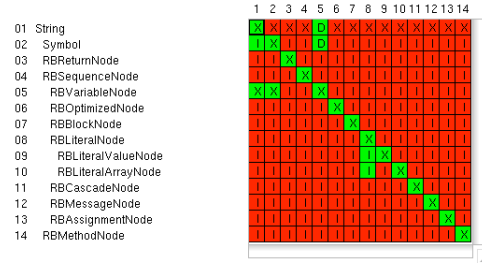 1 2 3 4 5 6 7 8 9 10 11 12 13 14
01 String X X X X D X X X X X X X X X
02 Symbol I X I I D I I I I I I I I I
03 RBReturnNode I I X I I I I I I I I I I I
04 RBSequenceNode I I I X I I I I I I I I I I
05 RBVariableNode X X I I X I I I I I I I I I
06 RBOptimizedNode I I I I I X I I I I I I I I
07 RBBlockNode I I I I I I X I I I I I I I
08 RBLiteralNode I I I I I I I X I I I I I I
09 RBLiteralValueNode I I I I I I I I X I I I I I
10 RBLiteralArrayNode I I I I I I I I I X I I I I
11 RBCascadeNode I I I I I I I I I I X I I I
12 RBMessageNode I I I I I I I I I I I X I I
13 RBAssignmentNode I I I I I I I I I I I I X I
14 RBMethodNode I I I I I I I I I I I I I X